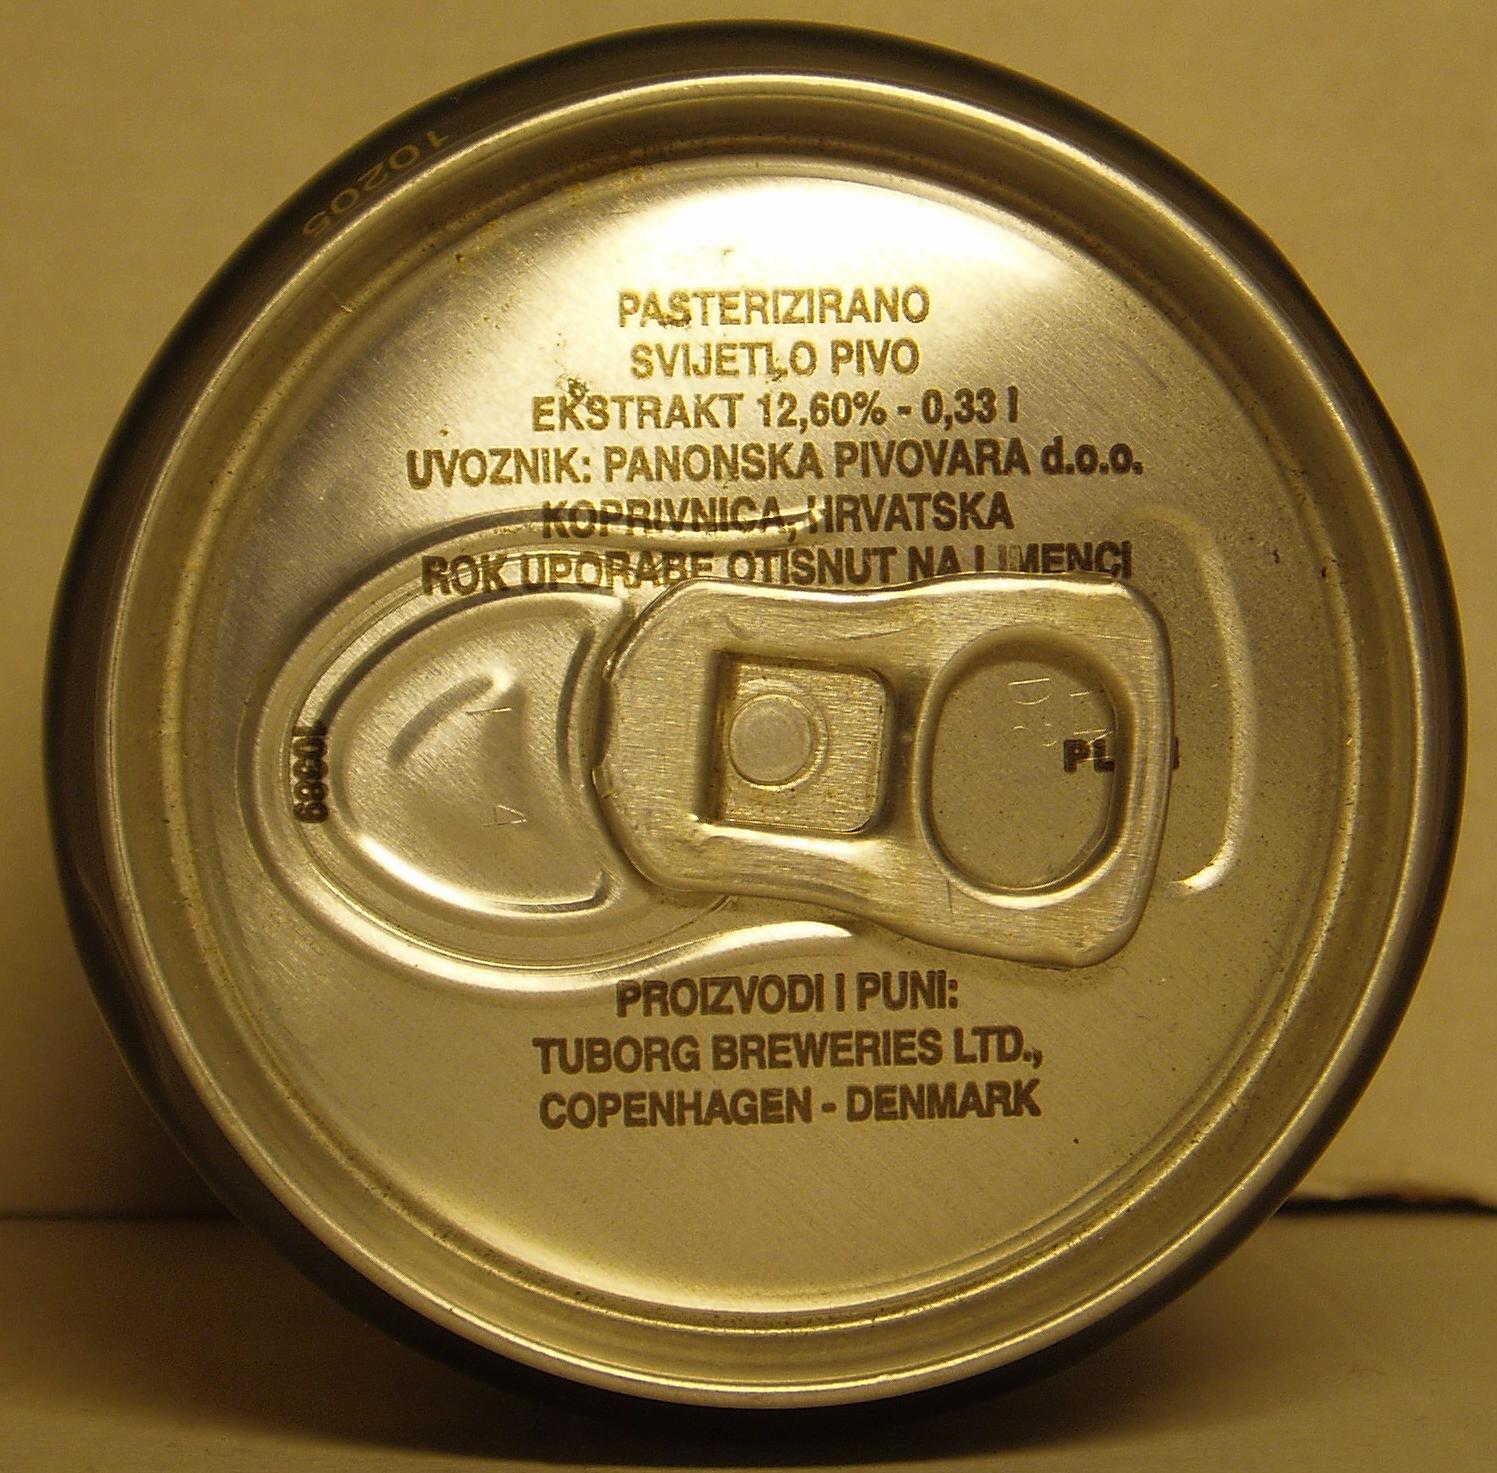 10205
PASTERIZIRANO
SVIJETLO PIVO
EKSTRAKT 12,60% - 0,33 l
UVOZNIK: PANONSKA PIVOVARA d.o.o.
KOPRIVNICA, HRVATSKA
ROK UPORABE OTISNUT NA LIMENCI
10389
PROIZVODI I PUNI:
TUBORG BREWERIES LTD.,
COPENHAGEN - DENMARK